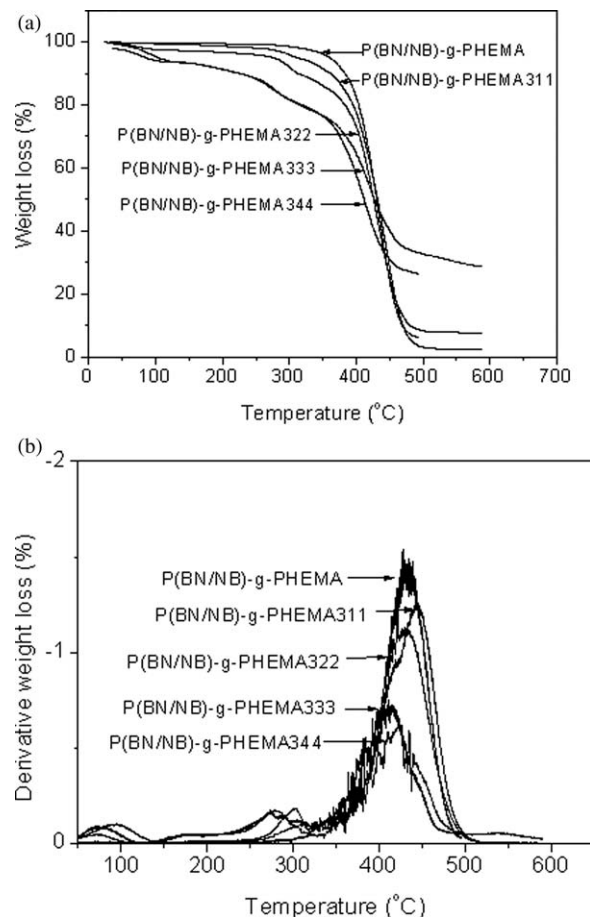 (a)
100
80
60
40
20
0
Weight loss (%)
P(BN/NB)-g-PHEMA
P(BN/NB)-g-PHEMA311
P(BN/NB)-g-PHEMA322
P(BN/NB)-g-PHEMA333
P(BN/NB)-g-PHEMA344
0 100 200 300 400 500 600 700
Temperature (°C)
(b)
-2
-1
0
Derivative weight loss (%)
P(BN/NB)-g-PHEMA
P(BN/NB)-g-PHEMA311
P(BN/NB)-g-PHEMA322
P(BN/NB)-g-PHEMA333
P(BN/NB)-g-PHEMA344
100 200 300 400 500 600
Temperature (°C)